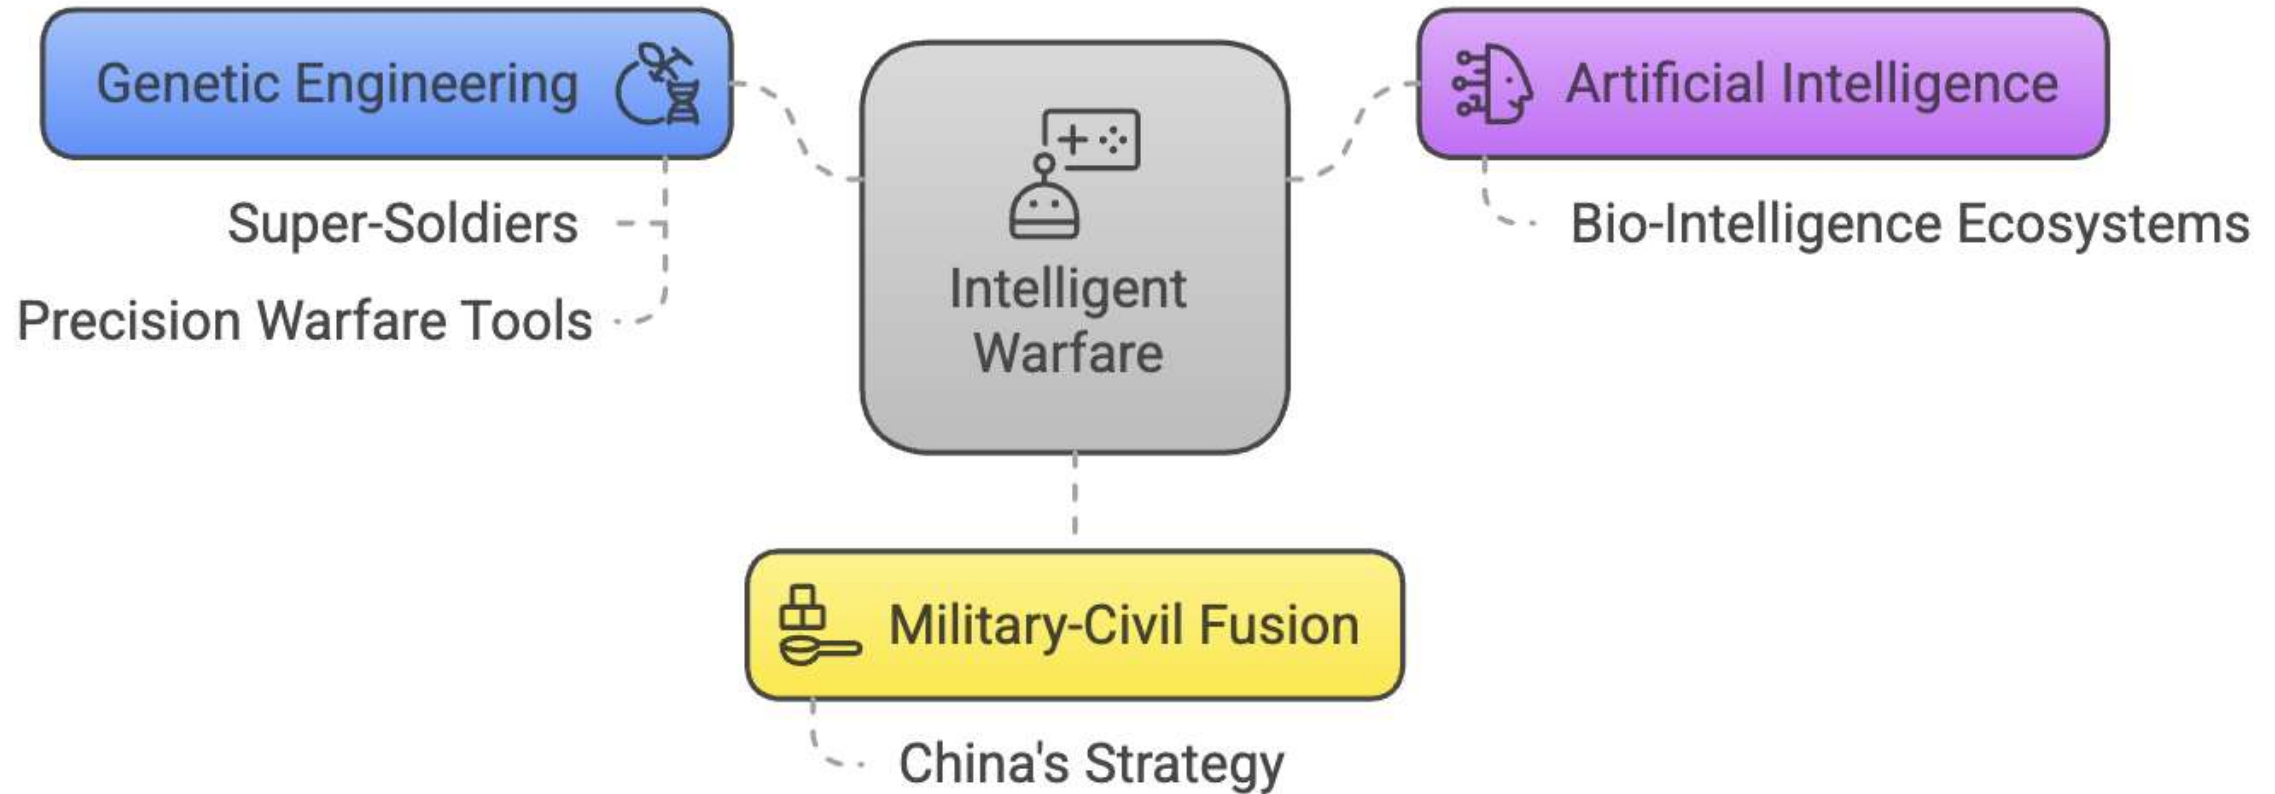 Genetic Engineering
Super-Soldiers
Precision Warfare Tools
Intelligent
Warfare
Artificial Intelligence
Bio-Intelligence Ecosystems
Military-Civil Fusion
China's Strategy